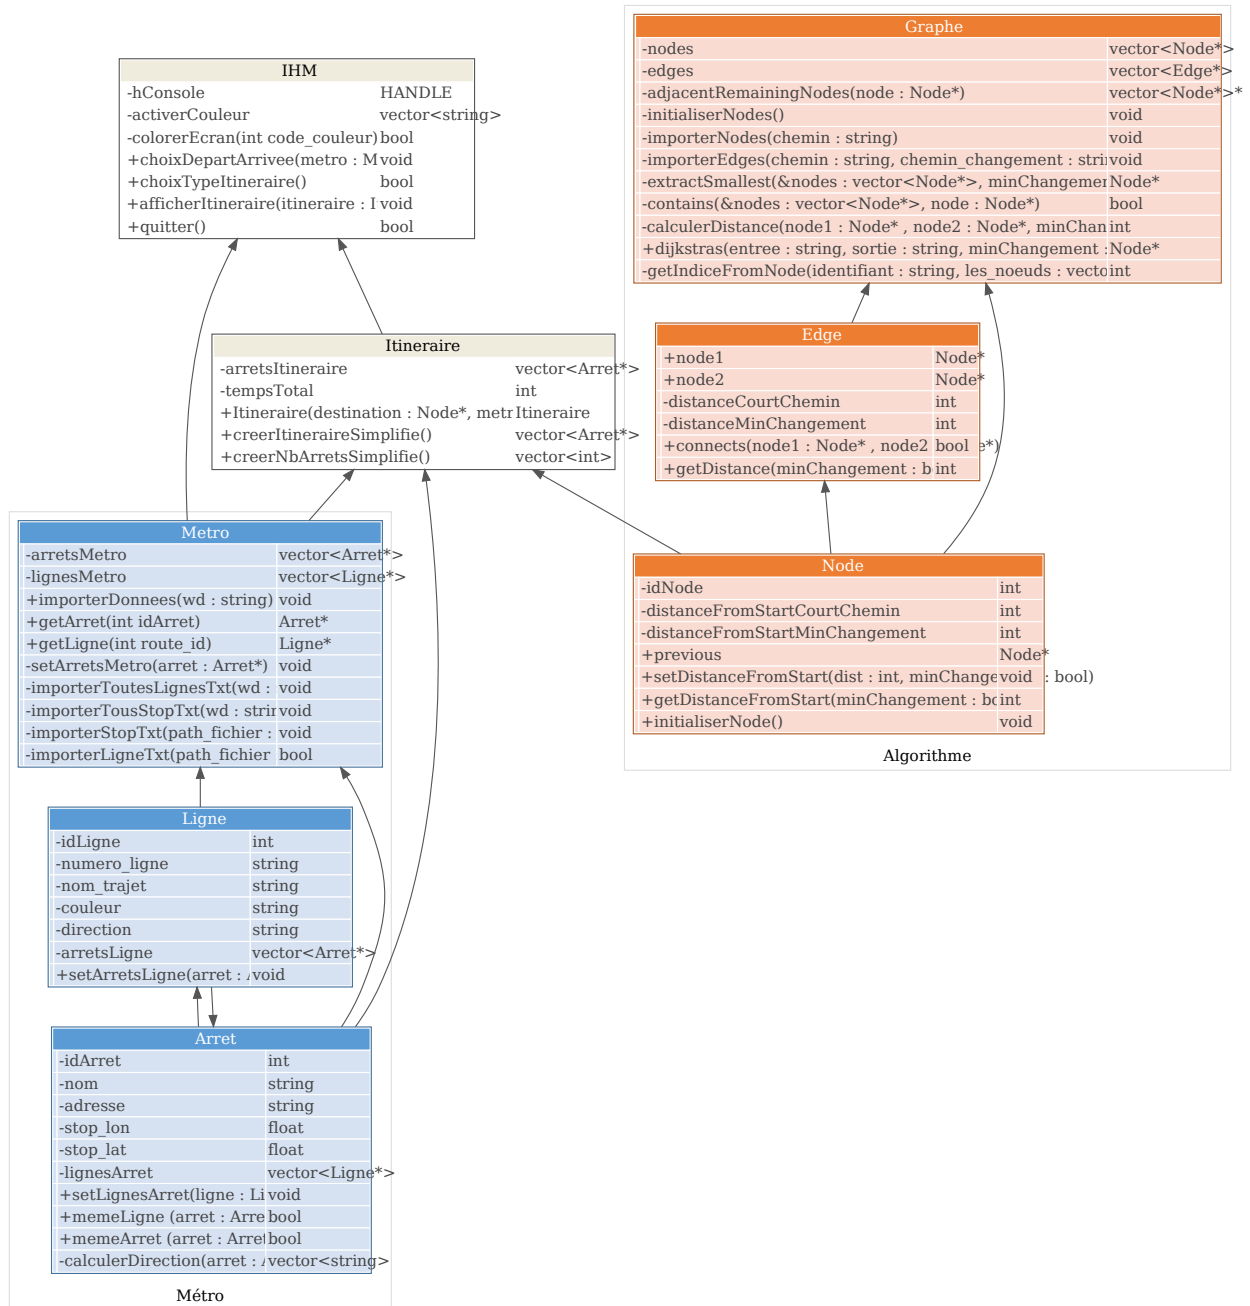 IHM
-hConsole HANDLE
-activerCouleur vector<string>
-colorerEcran(int code_couleur) bool
+choixDepartArrivee(metro : M void
+choixTypeItineraire() bool
+afficherItineraire(itineraire : I void
+quitter() bool
Graphe
-nodes vector<Node*>
-edges vector<Edge*>
-adjacentRemainingNodes(node : Node*) vector<Node*>*
-initialiserNodes() void
-importerNodes(chemin : string) void
-importerEdges(chemin : string, chemin_changement : stri void
-extractSmallest(&nodes : vector<Node*>, minChangemen Node*
-contains(&nodes : vector<Node*>, node : Node*) bool
-calculerDistance(node1 : Node* , node2 : Node*, minChan int
+dijkstras(entree : string, sortie : string, minChangement : Node*
-getIndiceFromNode(identifiant : string, les_noeuds : vecto int
Itineraire
-arretsItineraire vector<Arret*>
-tempsTotal int
+Itineraire(destination : Node*, metr Itineraire
+creerItineraireSimplifie() vector<Arret*>
+creerNbArretsSimplifie() vector<int>
Edge
+node1 Node*
+node2 Node*
-distanceCourtChemin int
-distanceMinChangement int
+connects(node1 : Node* , node2 bool e*)
+getDistance(minChangement : b int
Metro
-arretsMetro vector<Arret*>
-lignesMetro vector<Ligne*>
+importerDonnees(wd : string) void
+getArret(int idArret) Arret*
+getLigne(int route_id) Ligne*
-setArretsMetro(arret : Arret*) void
-importerToutesLignesTxt(wd : void
-importerTousStopTxt(wd : strin void
-importerStopTxt(path_fichier : void
-importerLigneTxt(path_fichier bool
Node
-idNode int
-distanceFromStartCourtChemin int
-distanceFromStartMinChangement int
+previous Node*
+setDistanceFromStart(dist : int, minChange void : bool)
+getDistanceFromStart(minChangement : bo int
+initialiserNode() void
Algorithme
Ligne
-idLigne int
-numero_ligne string
-nom_trajet string
-couleur string
-direction string
-arretsLigne vector<Arret*>
+setArretsLigne(arret : A void
Arret
-idArret int
-nom string
-adresse string
-stop_lon float
-stop_lat float
-lignesArret vector<Ligne*>
+setLignesArret(ligne : Li void
+memeLigne (arret : Arre bool
+memeArret (arret : Arret bool
-calculerDirection(arret : A vector<string>
Métro